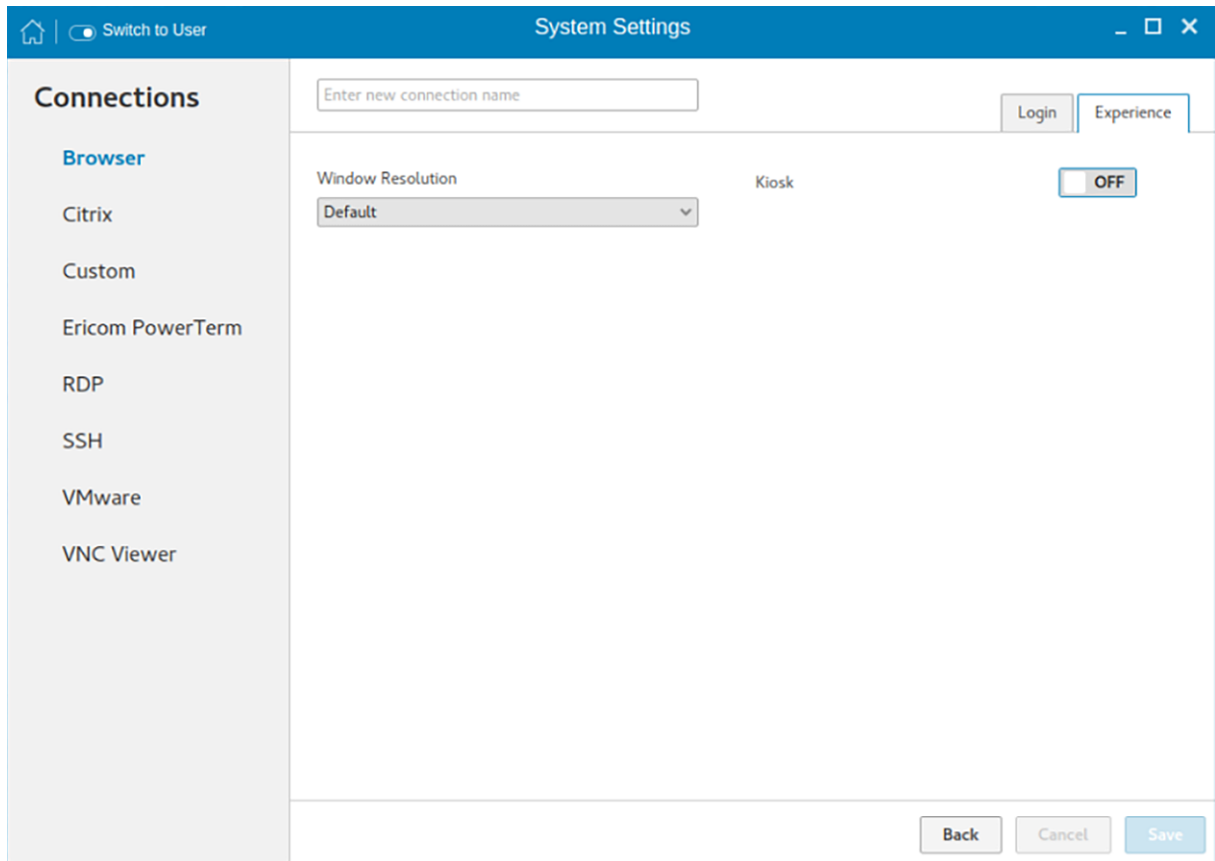 Switch to User
System Settings
Connections
Browser
Citrix
Custom
Ericom PowerTerm
RDP
SSH
VMware
VNC Viewer
Enter new connection name
Login
Experience
Window Resolution
Default
Kiosk
OFF
Back
Cancel
Save